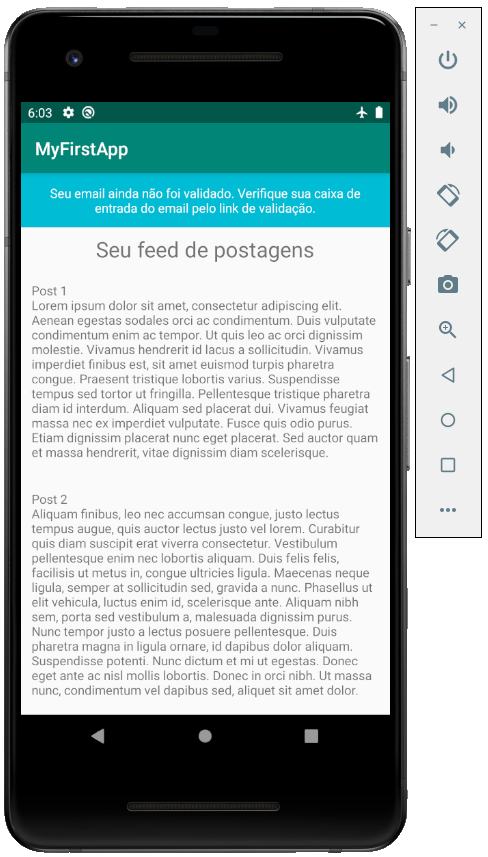 6:03
MyFirstApp
Seu email ainda não foi validado. Verifique sua caixa de
entrada do email pelo link de validação.
Seu feed de postagens
Post 1
Lorem ipsum dolor sit amet, consectetur adipiscing elit.
Aenean egestas sodales orci ac condimentum. Duis vulputate
condimentum enim ac tempor. Ut quis leo ac orci dignissim
molestie. Vivamus hendrerit id lacus a sollicitudin. Vivamus
imperdiet finibus est, sit amet euismod turpis pharetra
congue. Praesent tristique lobortis varius. Suspendisse
tempus sed tortor ut fringilla. Pellentesque tristique pharetra
diam id interdum. Aliquam sed placerat dui. Vivamus feugiat
massa nec ex imperdiet vulputate. Fusce quis odio purus.
Etiam dignissim placerat nunc eget placerat. Sed auctor quam
et massa hendrerit, vitae dignissim diam scelerisque.
Post 2
Aliquam finibus, leo nec accumsan congue, justo lectus
tempus augue, quis auctor lectus justo vel lorem. Curabitur
quis diam suscipit erat viverra consectetur. Vestibulum
pellentesque enim nec lobortis aliquam. Duis felis felis,
facilisis ut metus in, congue ultricies ligula. Maecenas neque
ligula, semper at sollicitudin sed, gravida a nunc. Phasellus ut
elit vehicula, luctus enim id, scelerisque ante. Aliquam nibh
sem, porta sed vestibulum a, malesuada dignissim purus.
Nunc tempor justo a lectus posuere pellentesque. Duis
pharetra magna in ligula ornare, id dapibus dolor aliquam.
Suspendisse potenti. Nunc dictum et mi ut egestas. Donec
eget ante ac nisl mollis lobortis. Donec in orci nibh. Ut massa
nunc, condimentum vel dapibus sed, aliquet sit amet dolor.